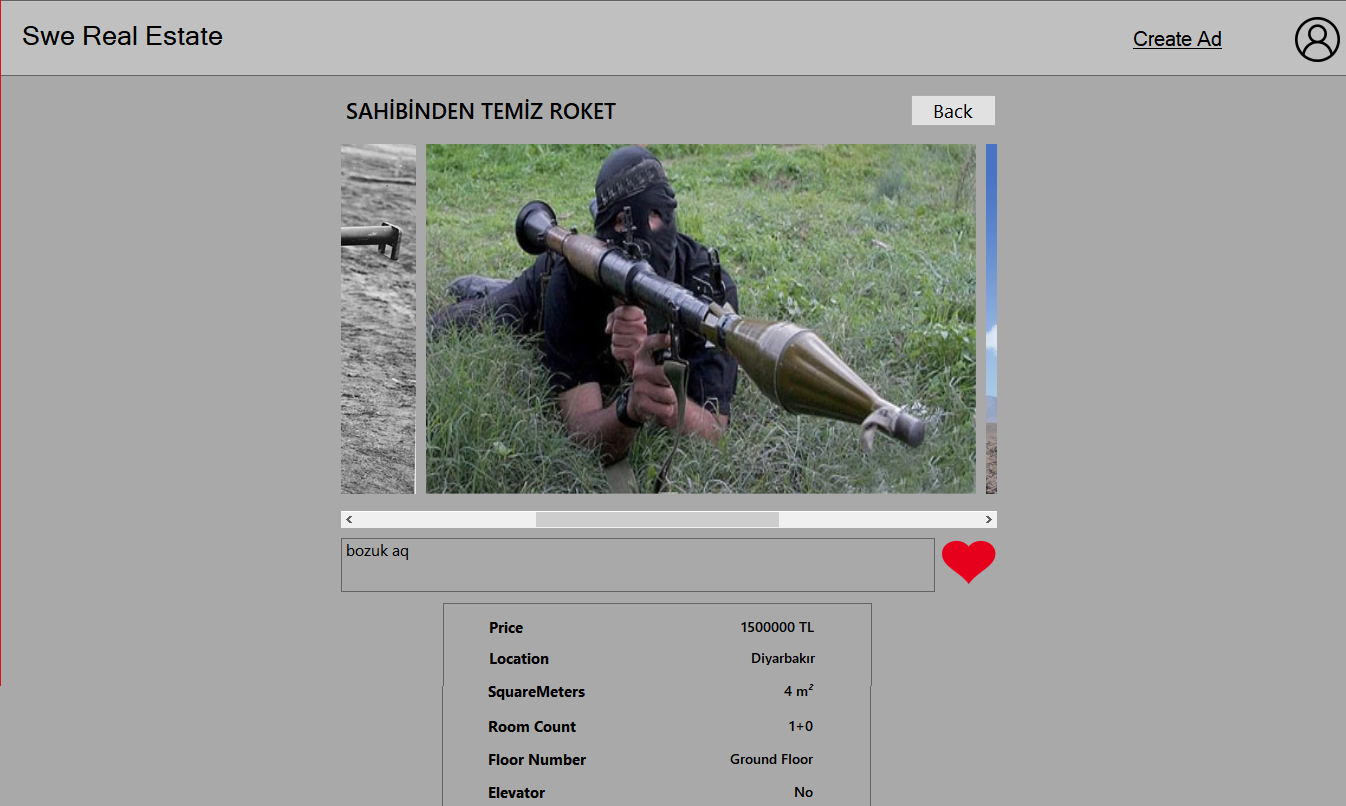 Swe Real Estate
Create Ad
SAHİBİNDEN TEMİZ ROKET
Back
bozuk aq
Price 1500000 TL
Location Diyarbakır
SquareMeters 4 m²
Room Count 1+0
Floor Number Ground Floor
Elevator No